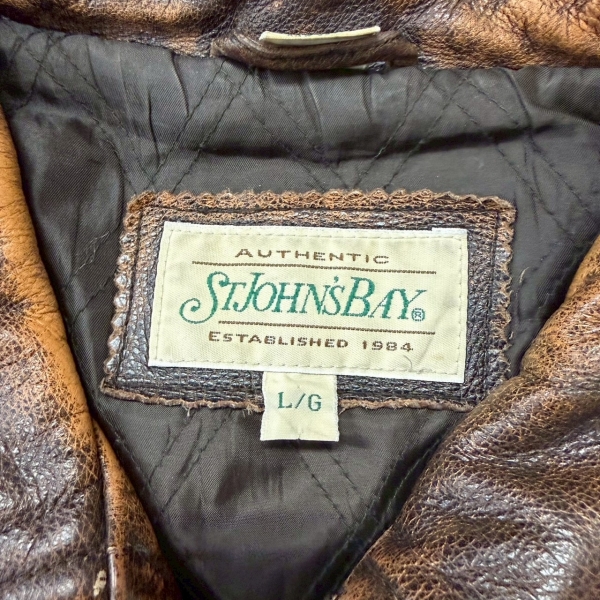 AUTHENTIC
ST.JOHN'S BAY®
ESTABLISHED 1984
L/G